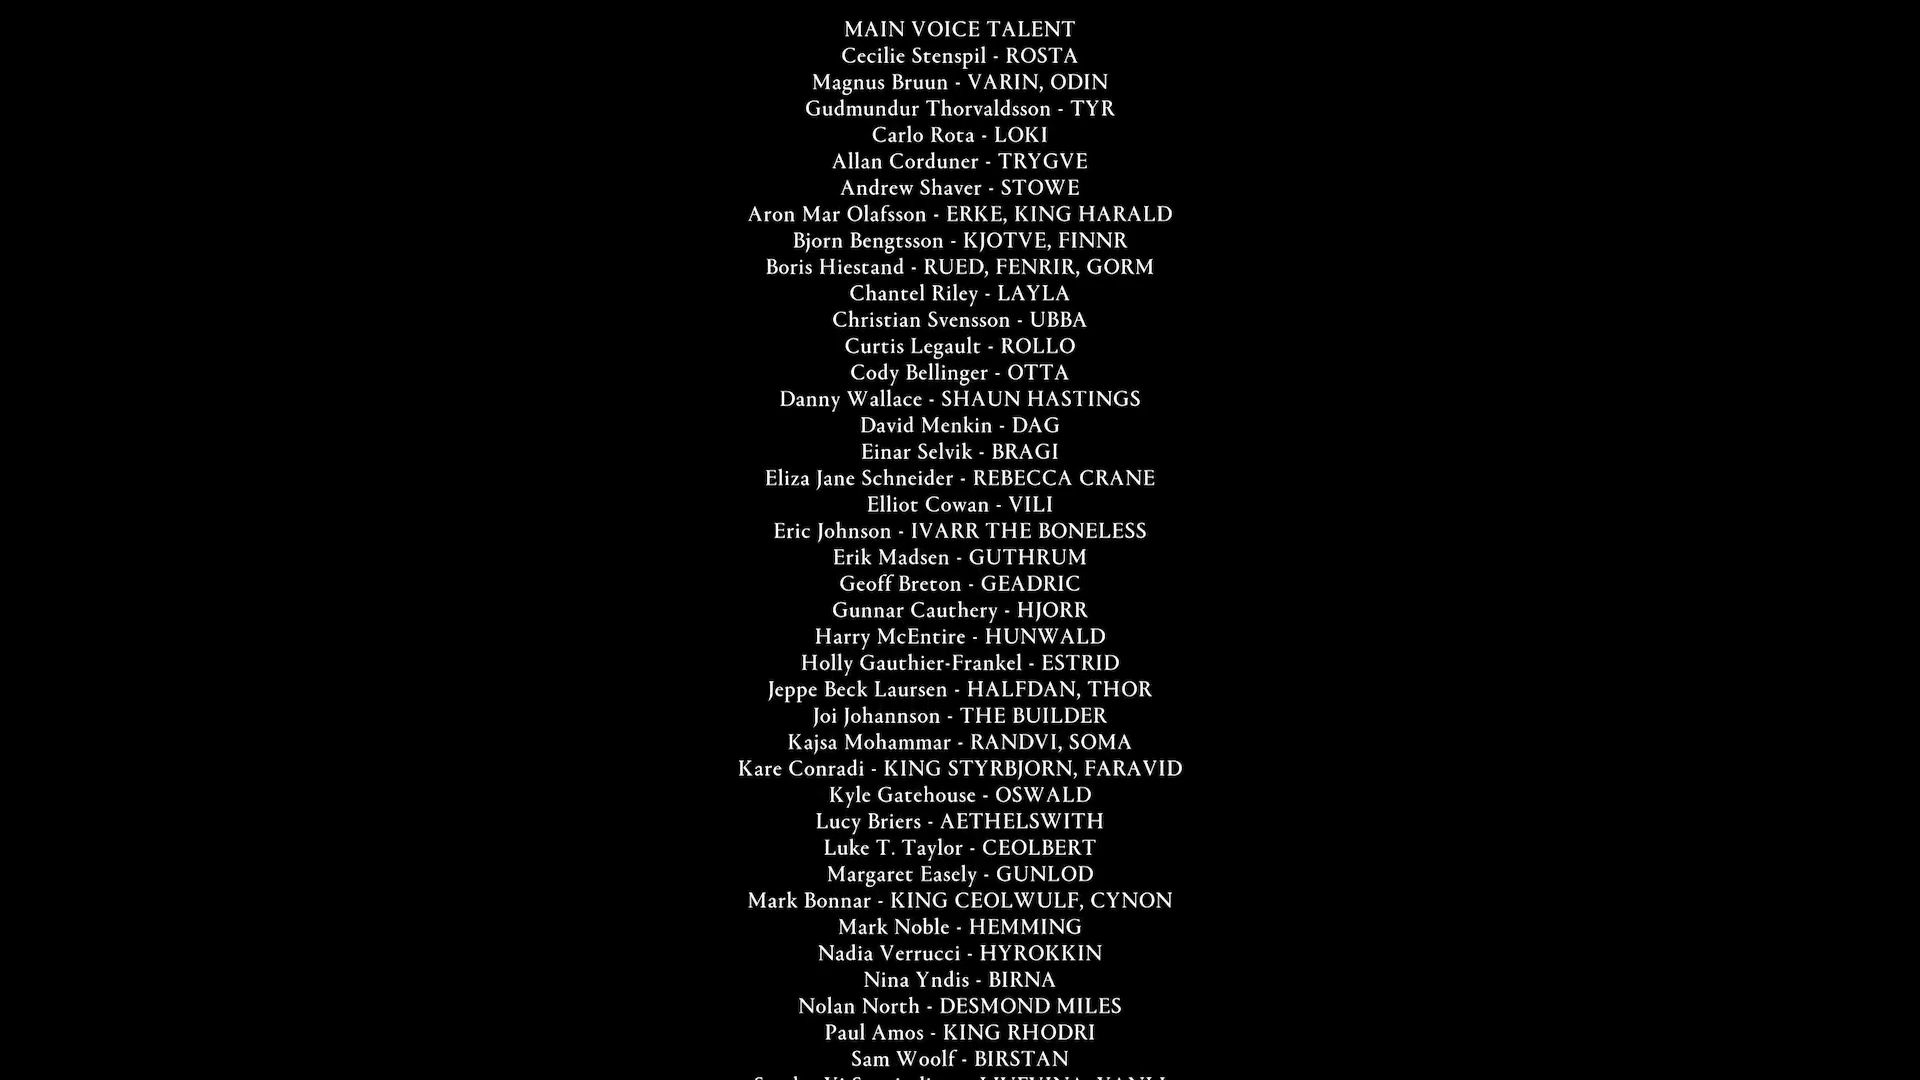 MAIN VOICE TALENT
Cecilie Stenspil - ROSTA
Magnus Bruun - VARIN, ODIN
Gudmundur Thorvaldsson - TYR
Carlo Rota - LOKI
Allan Corduner - TRYGVE
Andrew Shaver - STOWE
Aron Mar Olafsson - ERKE, KING HARALD
Bjorn Bengtsson - KJOTVE, FINNR
Boris Hiestand - RUED, FENRIR, GORM
Chantel Riley - LAYLA
Christian Svensson - UBBA
Curtis Legault - ROLLO
Cody Bellinger - OTTA
Danny Wallace - SHAUN HASTINGS
David Menkin - DAG
Einar Selvik - BRAGI
Eliza Jane Schneider - REBECCA CRANE
Elliot Cowan - VILI
Eric Johnson - IVARR THE BONELESS
Erik Madsen - GUTHRUM
Geoff Breton - GEADRIC
Gunnar Cauthery - HJORR
Harry McEntire - HUNWALD
Holly Gauthier-Frankel - ESTRID
Jeppe Beck Laursen - HALFDAN, THOR
Joi Johannson - THE BUILDER
Kajsa Mohammar - RANDVI, SOMA
Kare Conradi - KING STYRBJORN, FARAVID
Kyle Gatehouse - OSWALD
Lucy Briers - AETHELSWITH
Luke T. Taylor - CEOLBERT
Margaret Easely - GUNLOD
Mark Bonnar - KING CEOLWULF, CYNON
Mark Noble - HEMMING
Nadia Verrucci - HYROKKIN
Nina Yndis - BIRNA
Nolan North - DESMOND MILES
Paul Amos - KING RHODRI
Sam Woolf - BIRSTAN